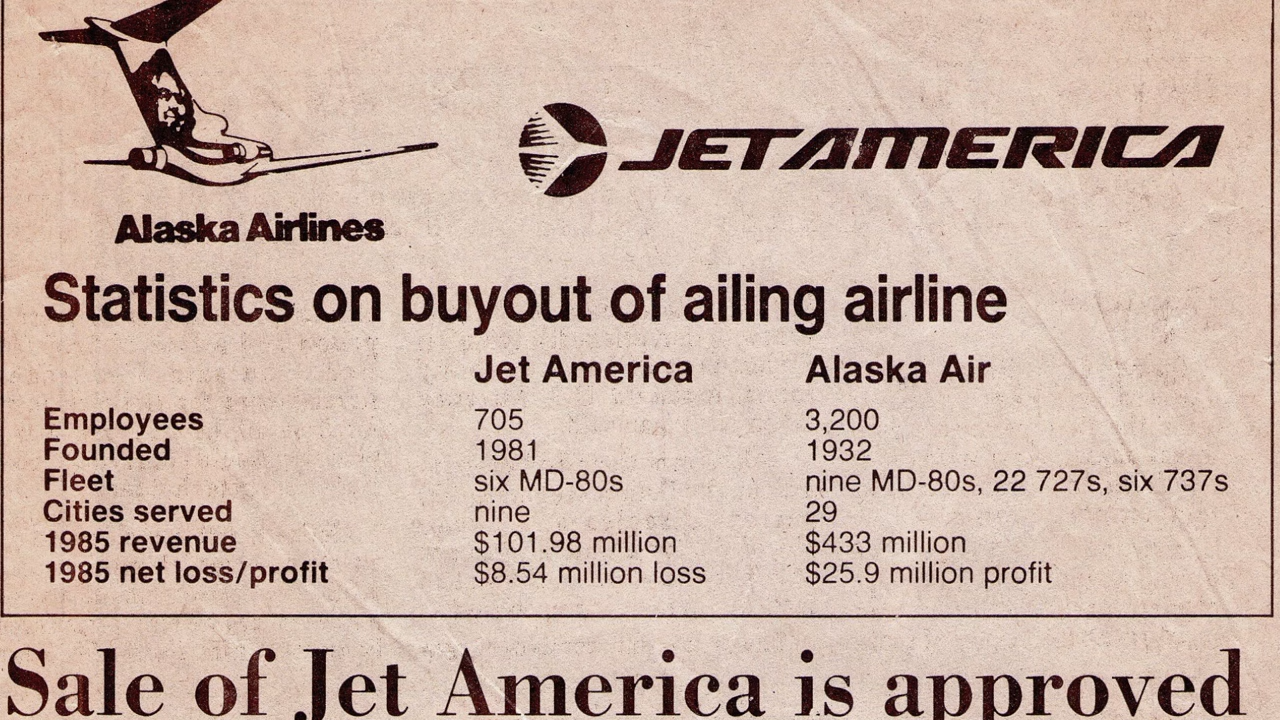 JETAMERICA
Alaska Airlines
Statistics on buyout of ailing airline
Jet America Alaska Air
Employees 705 3,200
Founded 1981 1932
Fleet six MD-80s nine MD-80s, 22 727s, six 737s
Cities served nine 29
1985 revenue $101.98 million $433 million
1985 net loss/profit $8.54 million loss $25.9 million profit
Sale of Jet America is approved